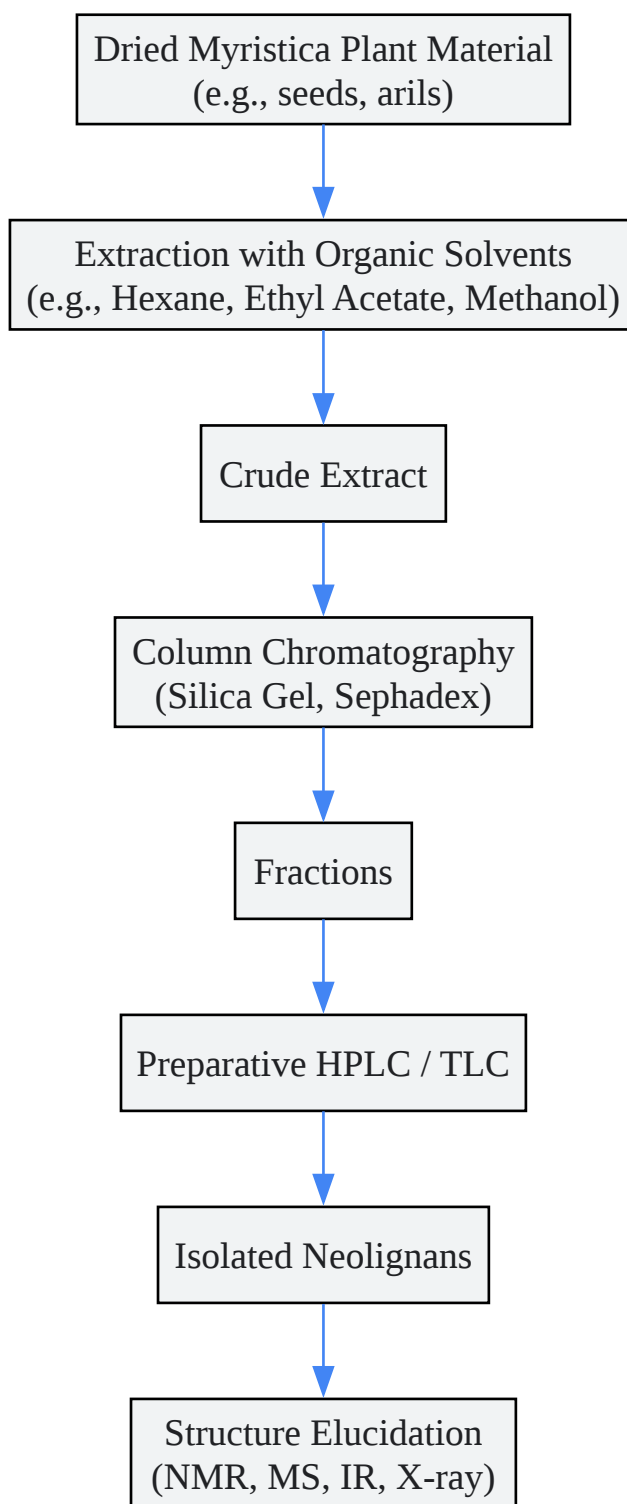 Dried Myristica Plant Material
(e.g., seeds, arils)
Extraction with Organic Solvents
(e.g., Hexane, Ethyl Acetate, Methanol)
Crude Extract
Column Chromatography
(Silica Gel, Sephadex)
Fractions
Preparative HPLC / TLC
Isolated Neolignans
Structure Elucidation
(NMR, MS, IR, X-ray)